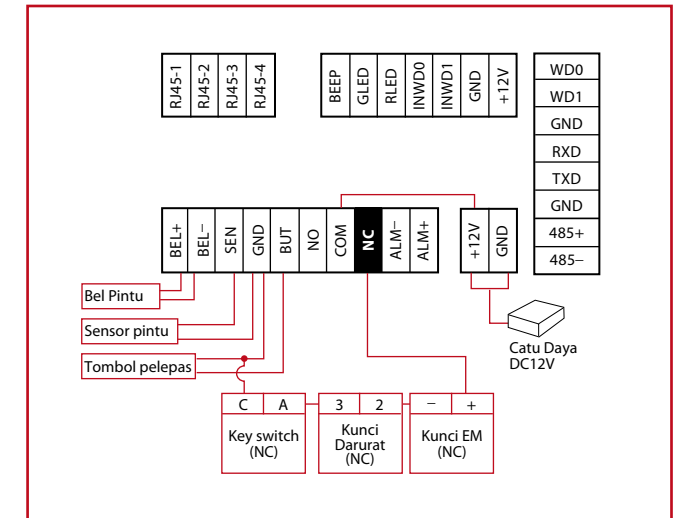 RJ45-1
RJ45-2
RJ45-3
RJ45-4
BEEP
GLED
RLED
INWD0
INWD1
GND
+12V
WD0
WD1
GND
RXD
TXD
GND
485+
485−
BEL+
BEL−
SEN
GND
BUT
NO
COM
NC
ALM−
ALM+
+12V
GND
Bel Pintu
Sensor pintu
Tombol pelepas
Catu Daya
DC12V
C A
Key switch
(NC)
3 2
Kunci
Darurat
(NC)
− +
Kunci EM
(NC)